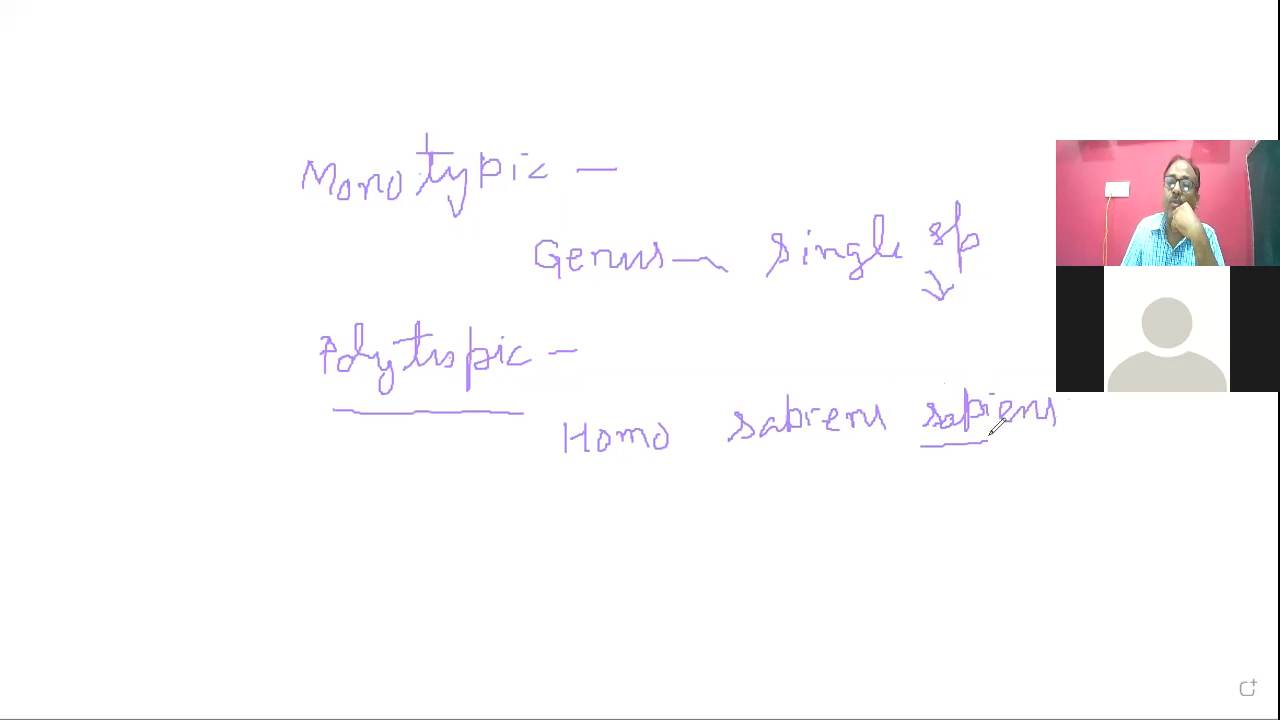 Monotypic —
Genus — single sp
Polytypic —
Homo sapiens sapiens